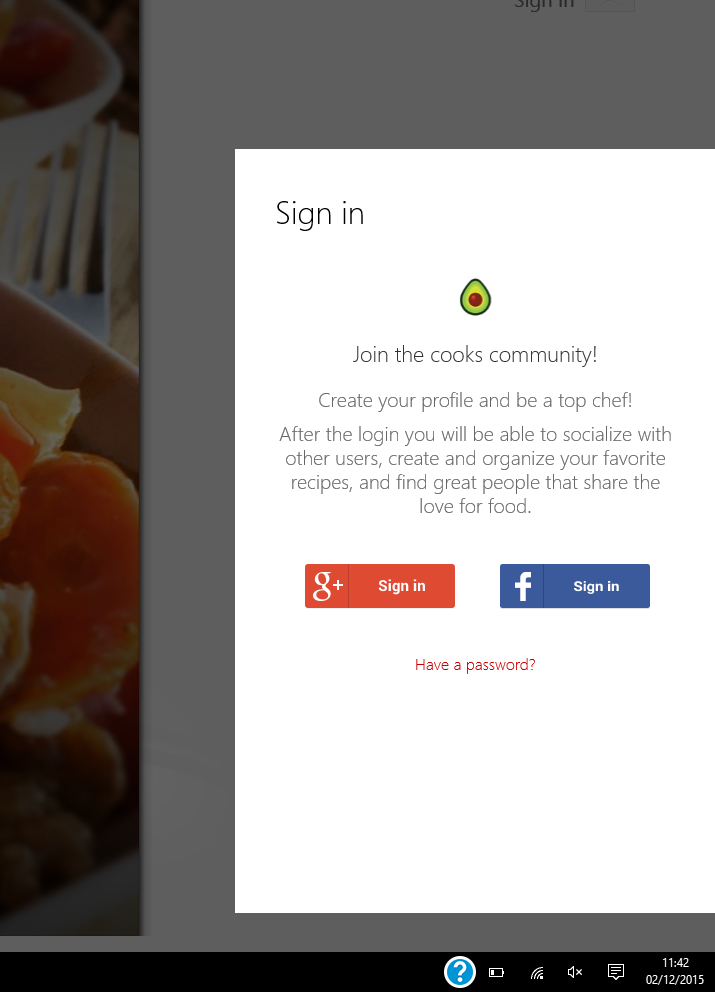 Sign in
Sign in
Join the cooks community!
Create your profile and be a top chef!
After the login you will be able to socialize with
other users, create and organize your favorite
recipes, and find great people that share the
love for food.
g+ Sign in
f Sign in
Have a password?
?
11:42
02/12/2015